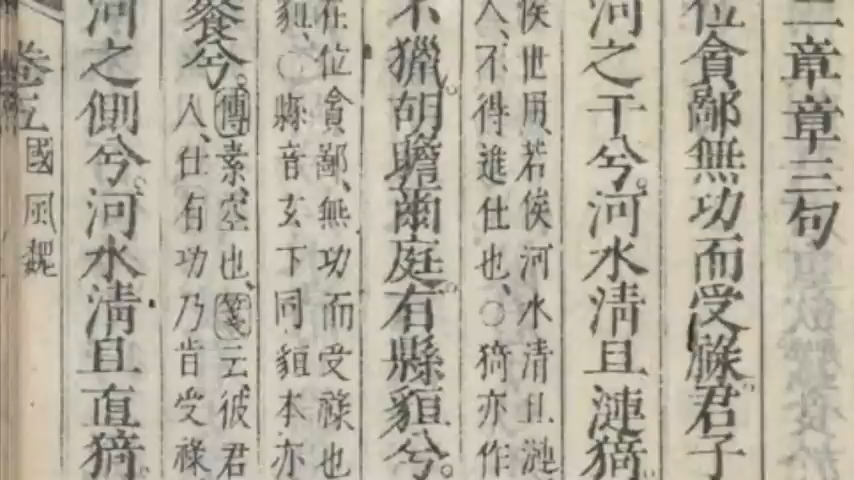 二章章三句
位貪鄙無功而受祿君子
河之干兮。河水清且漣猗。
俟世用、若俟河水清且漣
人、不得進仕也、○猗亦作
不獵。胡瞻爾庭。有縣貆兮。
在位貪鄙、無功而受祿也
貆、○縣音玄下同貆本亦
餐兮。傳素、空也、箋云、彼君
人、仕有功乃肯受祿
河之側兮。河水清且直猗。
卷五 國風魏